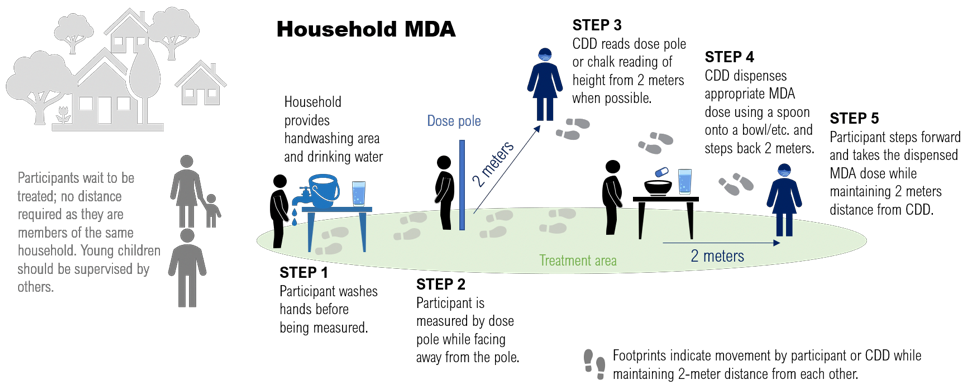 Household MDA
Participants wait to be
treated; no distance
required as they are
members of the same
household. Young children
should be supervised by
others.
Household
provides
handwashing area
and drinking water
STEP 1
Participant washes
hands before
being measured.
Dose pole
STEP 2
Participant is
measured by dose
pole while facing
away from the pole.
2 meters
STEP 3
CDD reads dose pole
or chalk reading of
height from 2 meters
when possible.
STEP 4
CDD dispenses
appropriate MDA
dose using a spoon
onto a bowl/etc. and
steps back 2 meters.
STEP 5
Participant steps forward
and takes the dispensed
MDA dose while
maintaining 2 meters
distance from CDD.
2 meters
Treatment area
Footprints indicate movement by participant or CDD while
maintaining 2-meter distance from each other.